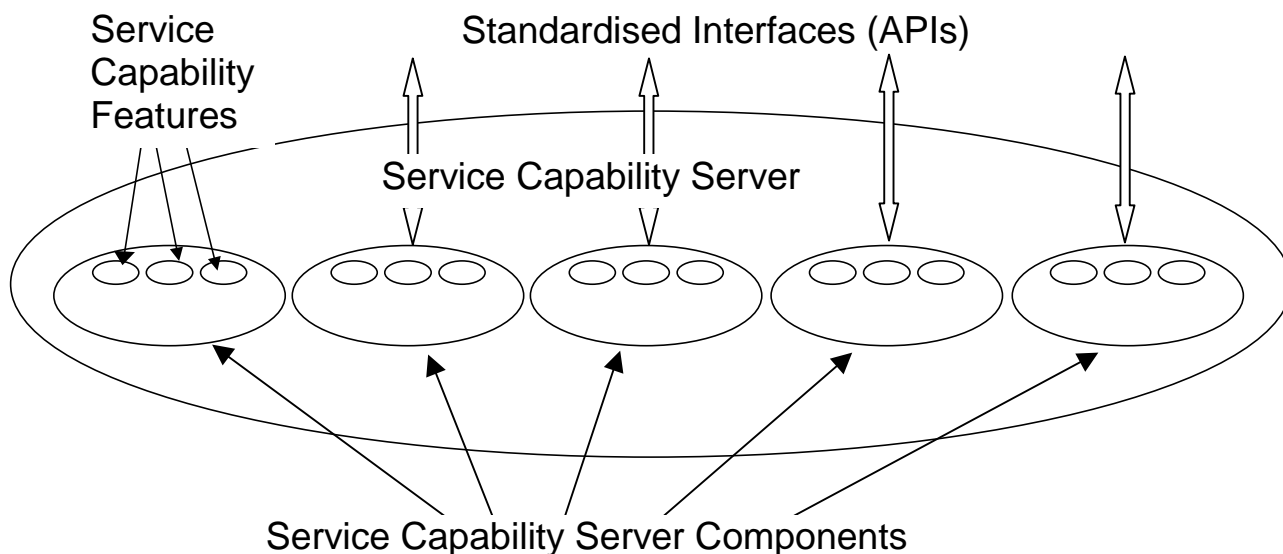 Service
Capability
Features
Standardised Interfaces (APIs)
Service Capability Server
Service Capability Server Components